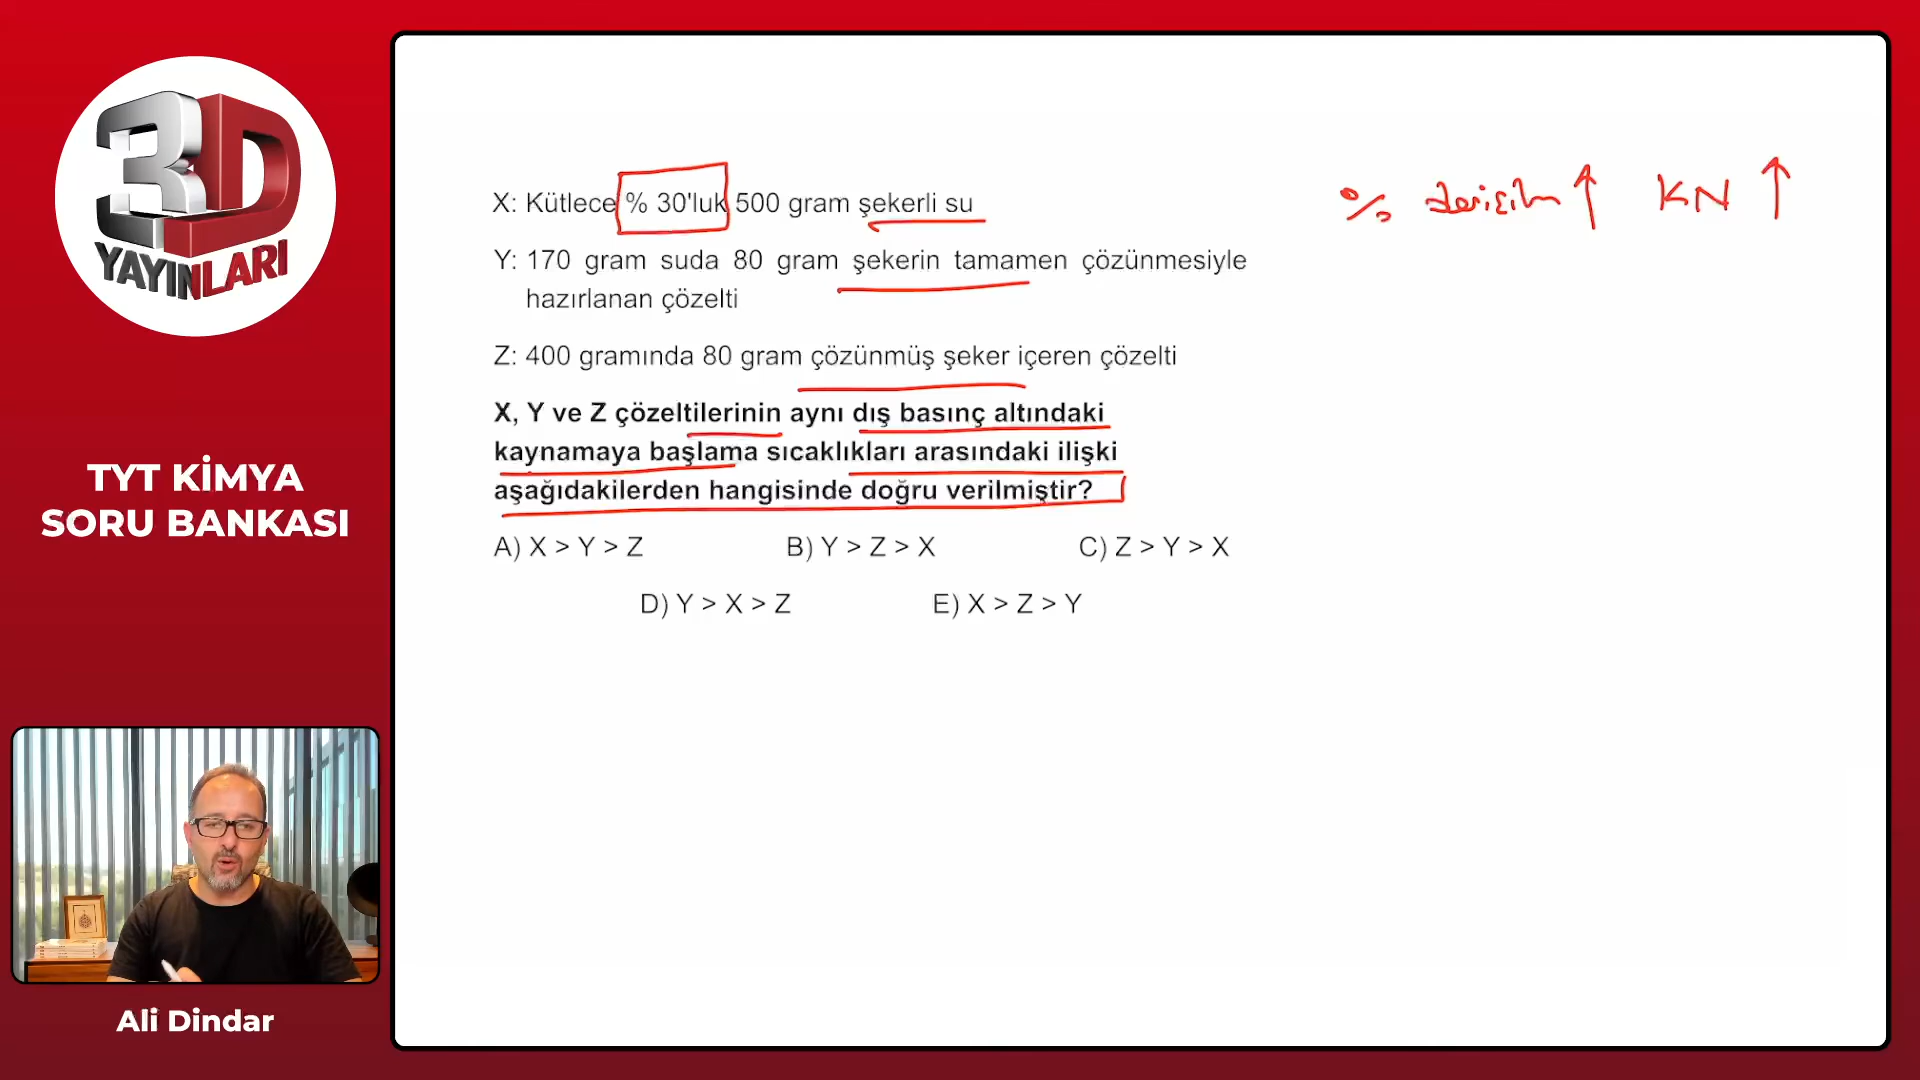 3D
YAYINLARI
TYT KİMYA
SORU BANKASI
Ali Dindar
X: Kütlece % 30'luk 500 gram şekerli su
Y: 170 gram suda 80 gram şekerin tamamen çözünmesiyle
hazırlanan çözelti
Z: 400 gramında 80 gram çözünmüş şeker içeren çözelti
X, Y ve Z çözeltilerinin aynı dış basınç altındaki
kaynamaya başlama sıcaklıkları arasındaki ilişki
aşağıdakilerden hangisinde doğru verilmiştir?
A) X > Y > Z B) Y > Z > X C) Z > Y > X
D) Y > X > Z E) X > Z > Y
% derişim ↑ KN ↑